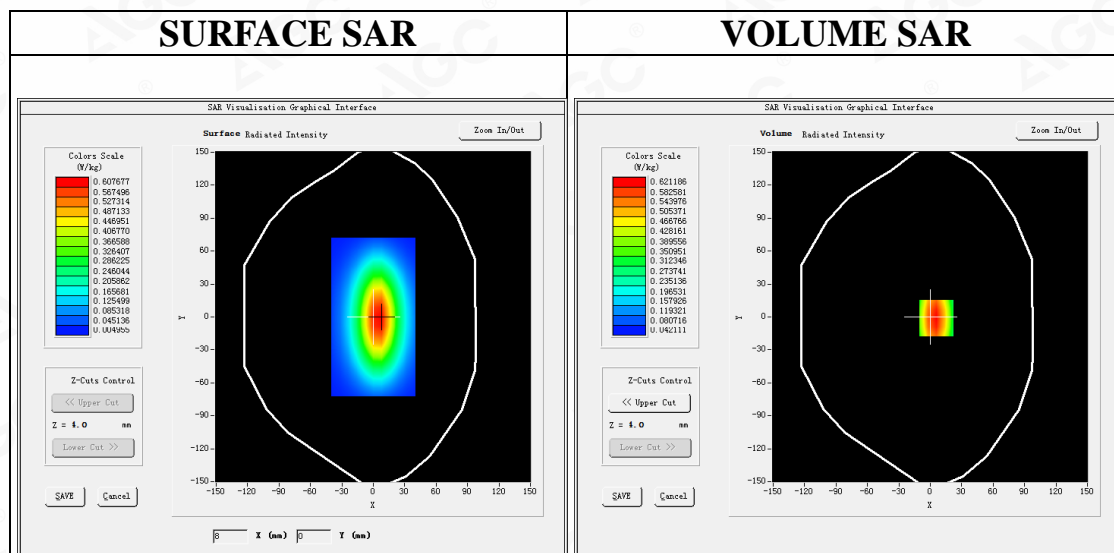 SURFACE SAR
VOLUME SAR
SAR Visualisation Graphical Interface
Surface Radiated Intensity
Zoom In/Out
Colors Scale
(W/kg)
0.607677
0.567496
0.527314
0.487133
0.446951
0.406770
0.366588
0.326407
0.286225
0.246044
0.205862
0.165681
0.125499
0.085318
0.045136
0.004955
150
120
90
60
30
0
-30
-60
-90
-120
-150
Y
-150 -120 -90 -60 -30 0 30 60 90 120 150
X
Z-Cuts Control
<< Upper Cut
Z = 4.0 mm
Lower Cut >>
SAVE Cancel
8 X (mm) 0 Y (mm)
SAR Visualisation Graphical Interface
Volume Radiated Intensity
Zoom In/Out
Colors Scale
(W/kg)
0.621186
0.582581
0.543976
0.505371
0.466766
0.428161
0.389556
0.350951
0.312346
0.273741
0.235136
0.196531
0.157926
0.119321
0.080716
0.042111
150
120
90
60
30
0
-30
-60
-90
-120
-150
Y
-150 -120 -90 -60 -30 0 30 60 90 120 150
X
Z-Cuts Control
<< Upper Cut
Z = 4.0 mm
Lower Cut >>
SAVE Cancel
AGC